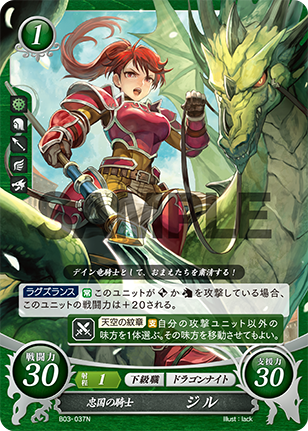 1
SAMPLE
デイン竜騎士として、おまえたちを粛清する!
ラグズランス このユニットが か を攻撃している場合、
このユニットの戦闘力は+20される。
天空の紋章 自分の攻撃ユニット以外の
味方を1体選ぶ。その味方を移動させてもよい。
戦闘力 30
射程 1 下級職 ドラゴンナイト
支援力 30
忠国の騎士 ジル
B03-037N
Illust:lack